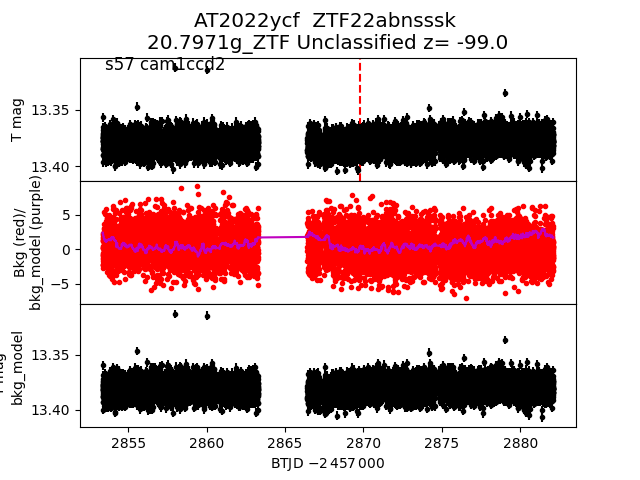 AT2022ycf  ZTF22abnsssk
20.7971g_ZTF Unclassified z= -99.0
s57 cam1ccd2
T mag
13.35
13.40
Bkg (red)/
bkg_model (purple)
5
0
−5
bkg_model
13.35
13.40
2855 2860 2865 2870 2875 2880
BTJD −2 457 000